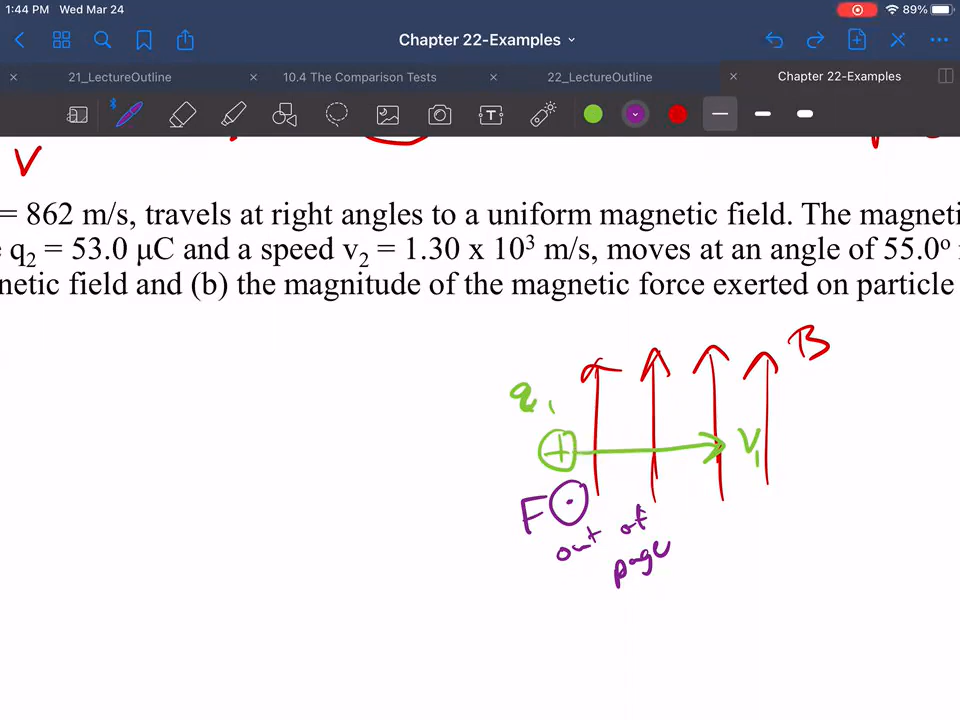 1:44 PM Wed Mar 24
89%
Chapter 22-Examples
21_LectureOutline
10.4 The Comparison Tests
22_LectureOutline
Chapter 22-Examples
V
= 862 m/s, travels at right angles to a uniform magnetic field. The magneti
q₂ = 53.0 μC and a speed v₂ = 1.30 x 10³ m/s, moves at an angle of 55.0º
netic field and (b) the magnitude of the magnetic force exerted on particle
B
q₁
+
V₁
F
out of
page